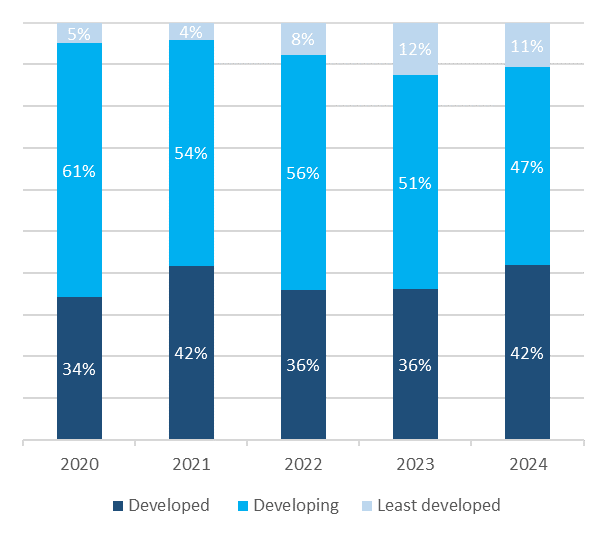 5% 4% 8% 12% 11%
61% 54% 56% 51% 47%
34% 42% 36% 36% 42%
2020 2021 2022 2023 2024
Developed Developing Least developed